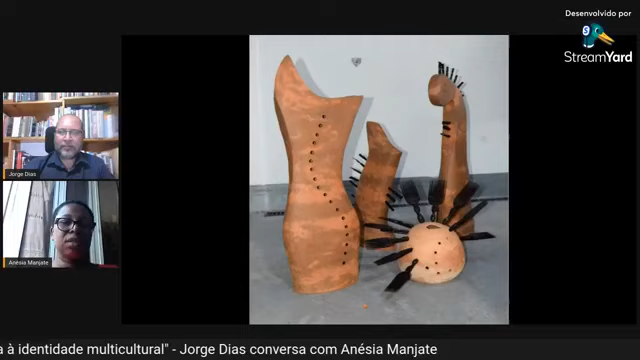 Desenvolvido por
StreamYard
Jorge Dias
Anésia Manjate
a à identidade multicultural" - Jorge Dias conversa com Anésia Manjate